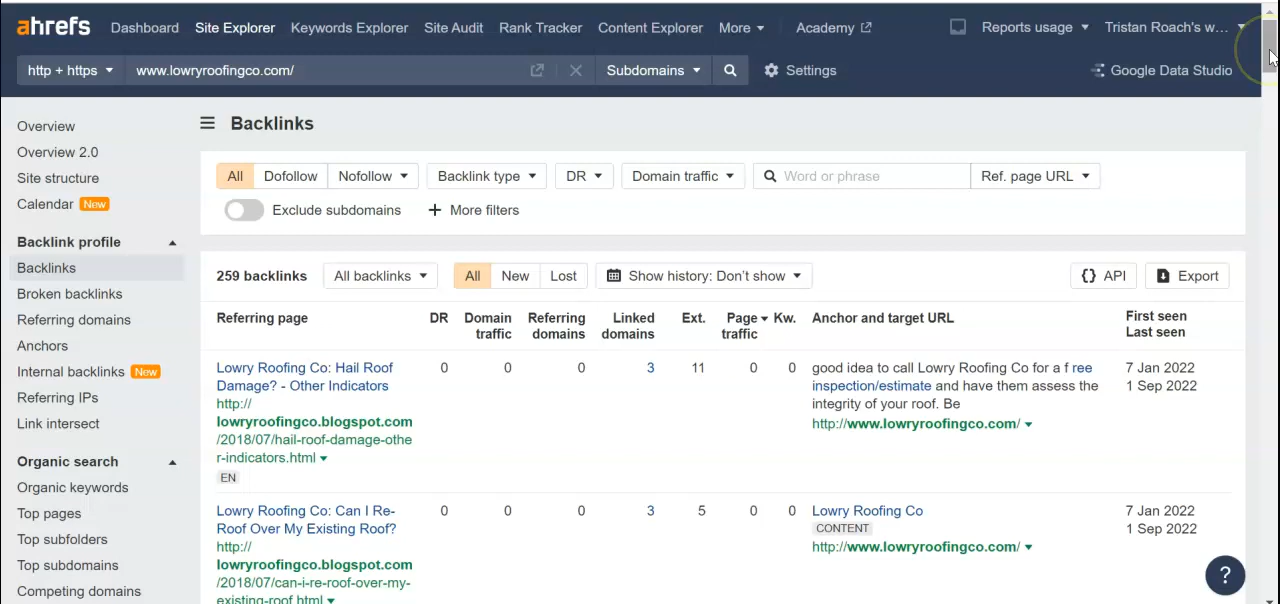 ahrefs Dashboard Site Explorer Keywords Explorer Site Audit Rank Tracker Content Explorer More Academy Reports usage Tristan Roach's w...
http + https www.lowryroofingco.com/ Subdomains Settings Google Data Studio
Overview
Overview 2.0
Site structure
Calendar New
Backlink profile
Backlinks
Broken backlinks
Referring domains
Anchors
Internal backlinks New
Referring IPs
Link intersect
Organic search
Organic keywords
Top pages
Top subfolders
Top subdomains
Competing domains
Backlinks
All Dofollow Nofollow Backlink type DR Domain traffic Word or phrase Ref. page URL
Exclude subdomains + More filters
259 backlinks All backlinks All New Lost Show history: Don't show {} API Export
Referring page DR Domain traffic Referring domains Linked domains Ext. Page traffic Kw. Anchor and target URL First seen Last seen
Lowry Roofing Co: Hail Roof
Damage? - Other Indicators
http://
lowryroofingco.blogspot.com
/2018/07/hail-roof-damage-othe
r-indicators.html
EN
0 0 0 3 11 0 0
good idea to call Lowry Roofing Co for a f ree
inspection/estimate and have them assess the
integrity of your roof. Be
http://www.lowryroofingco.com/
7 Jan 2022
1 Sep 2022
Lowry Roofing Co: Can I Re-
Roof Over My Existing Roof?
http://
lowryroofingco.blogspot.com
/2018/07/can-i-re-roof-over-my-
existing-roof.html
0 0 0 3 5 0 0
Lowry Roofing Co
CONTENT
http://www.lowryroofingco.com/
7 Jan 2022
1 Sep 2022
?